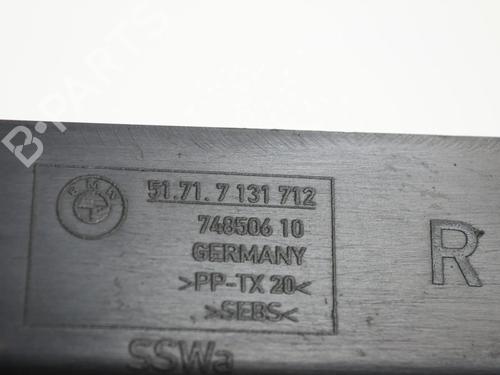 B-PARTS
BMW
51.71.7 131 712
748506 10
GERMANY
>PP-TX 20<
>SEBS<
R
SSWa